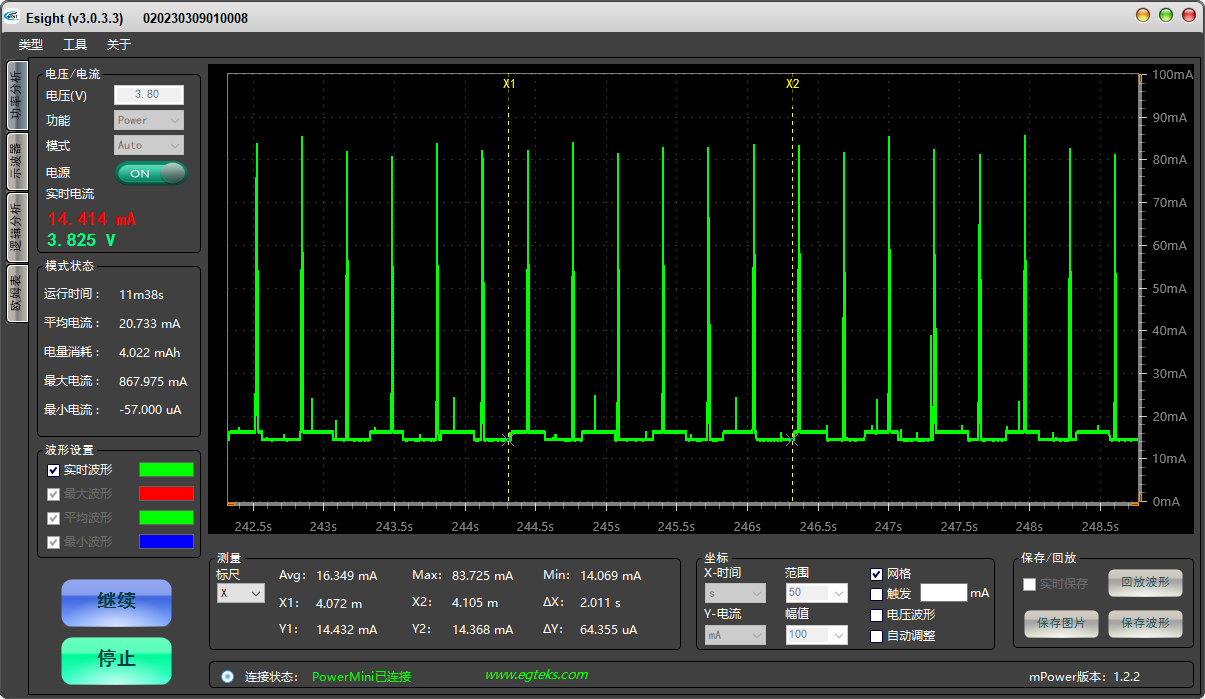 Esight (v3.0.3.3) 020230309010008
类型 工具 关于
功率分析
示波器
逻辑分析
欧姆表
电压/电流
电压(V) 3.80
功能 Power
模式 Auto
电源 ON
实时电流
14.414 mA
3.825 V
模式状态
运行时间： 11m38s
平均电流： 20.733 mA
电量消耗： 4.022 mAh
最大电流： 867.975 mA
最小电流： -57.000 uA
波形设置
实时波形
最大波形
平均波形
最小波形
继续
停止
X1 X2
100mA
90mA
80mA
70mA
60mA
50mA
40mA
30mA
20mA
10mA
0mA
242.5s 243s 243.5s 244s 244.5s 245s 245.5s 246s 246.5s 247s 247.5s 248s 248.5s
测量
标尺
X
Avg: 16.349 mA Max: 83.725 mA Min: 14.069 mA
X1: 4.072 m X2: 4.105 m ΔX: 2.011 s
Y1: 14.432 mA Y2: 14.368 mA ΔY: 64.355 uA
坐标
X-时间 范围
s 50
Y-电流 幅值
mA 100
网格
触发 mA
电压波形
自动调整
保存/回放
实时保存 回放波形
保存图片 保存波形
连接状态： PowerMini已连接 www.egteks.com mPower版本：1.2.2